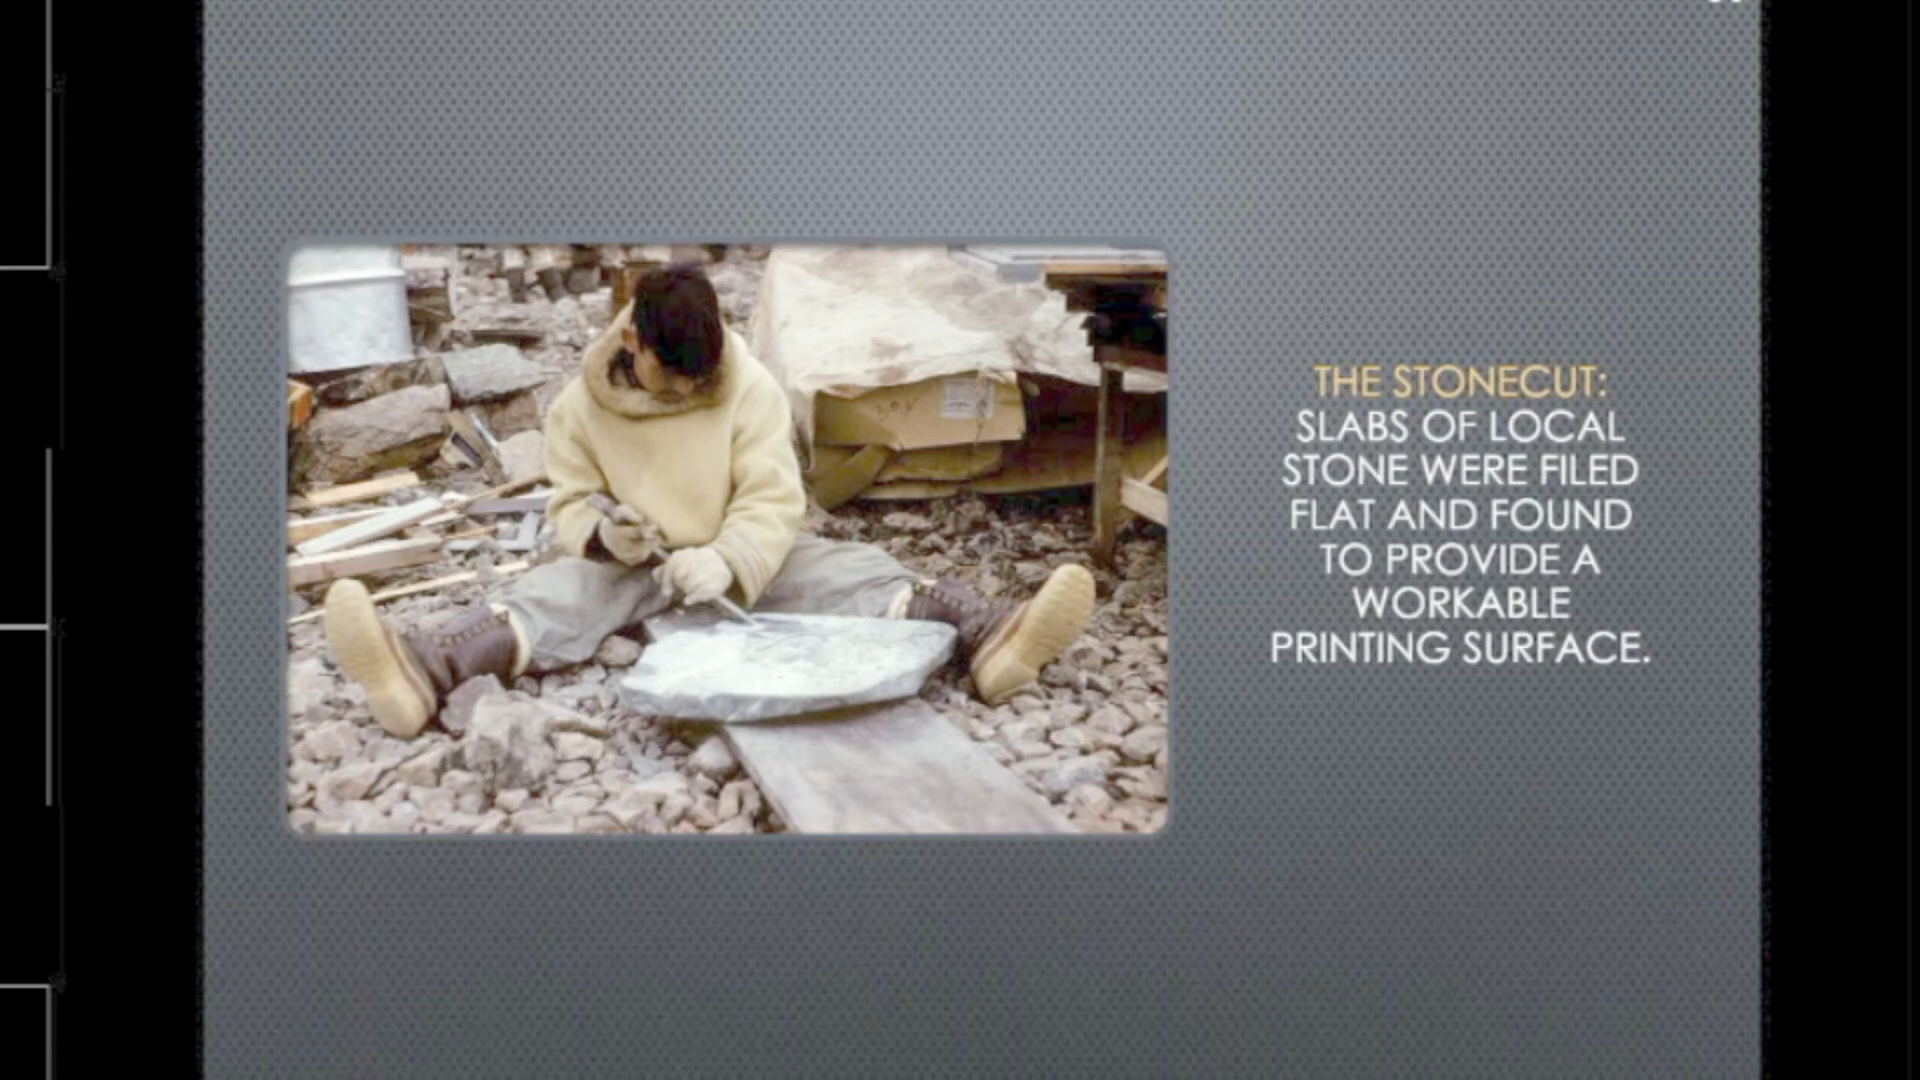 THE STONECUT:
SLABS OF LOCAL
STONE WERE FILED
FLAT AND FOUND
TO PROVIDE A
WORKABLE
PRINTING SURFACE.